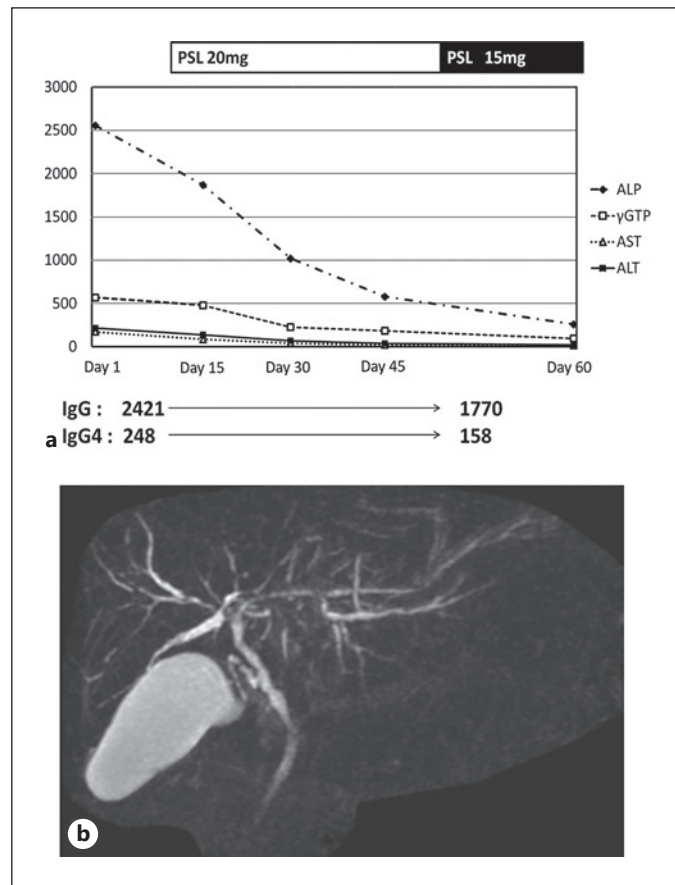 PSL 20mg PSL 15mg
3000
2500
2000
1500
1000
500
0
ALP
γGTP
AST
ALT
Day 1 Day 15 Day 30 Day 45 Day 60
IgG : 2421 1770
a IgG4 : 248 158
b